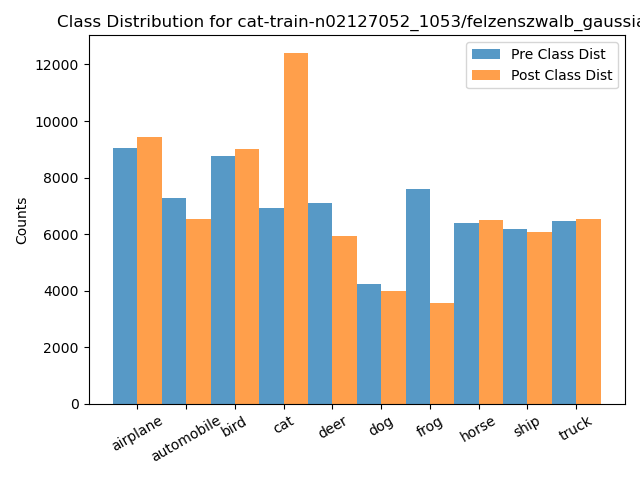 Class Distribution for cat-train-n02127052_1053/felzenszwalb_gaussia
Pre Class Dist
Post Class Dist
Counts
12000
10000
8000
6000
4000
2000
0
airplane
automobile
bird
cat
deer
dog
frog
horse
ship
truck